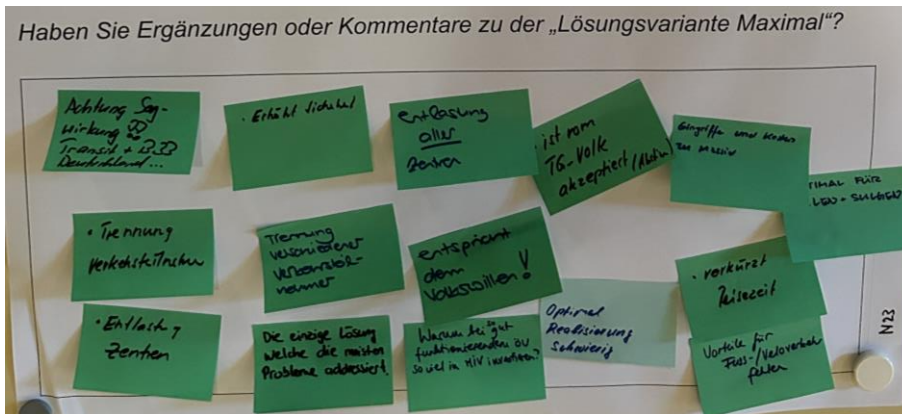 Haben Sie Ergänzungen oder Kommentare zu der „Lösungsvariante Maximal“?
Achtung Sog-
wirkung
Transit + B33
Deutschland...
• Erhöht Sicherheit
entlastung
aller
Zentren
• ist vom
TG-Volk
akzeptiert
Eingriffe und Kosten
zu massiv
• Trennung
Verkehrsteilnehmer
Trennung
verschiedener
Verkehrsteil-
nehmer
entspricht
dem
Volkswillen!
• verkürzt
Reisezeit
N23
• Entlastung
Zentren
Die einzige Lösung
welche die meisten
Probleme addressiert.
Warum bei gut
funktionierendem ÖV
so viel in MIV investieren?
Optimal
Realisierung
Schwierig
Vorteile für
Fuss-/Veloverkehr
fehlen